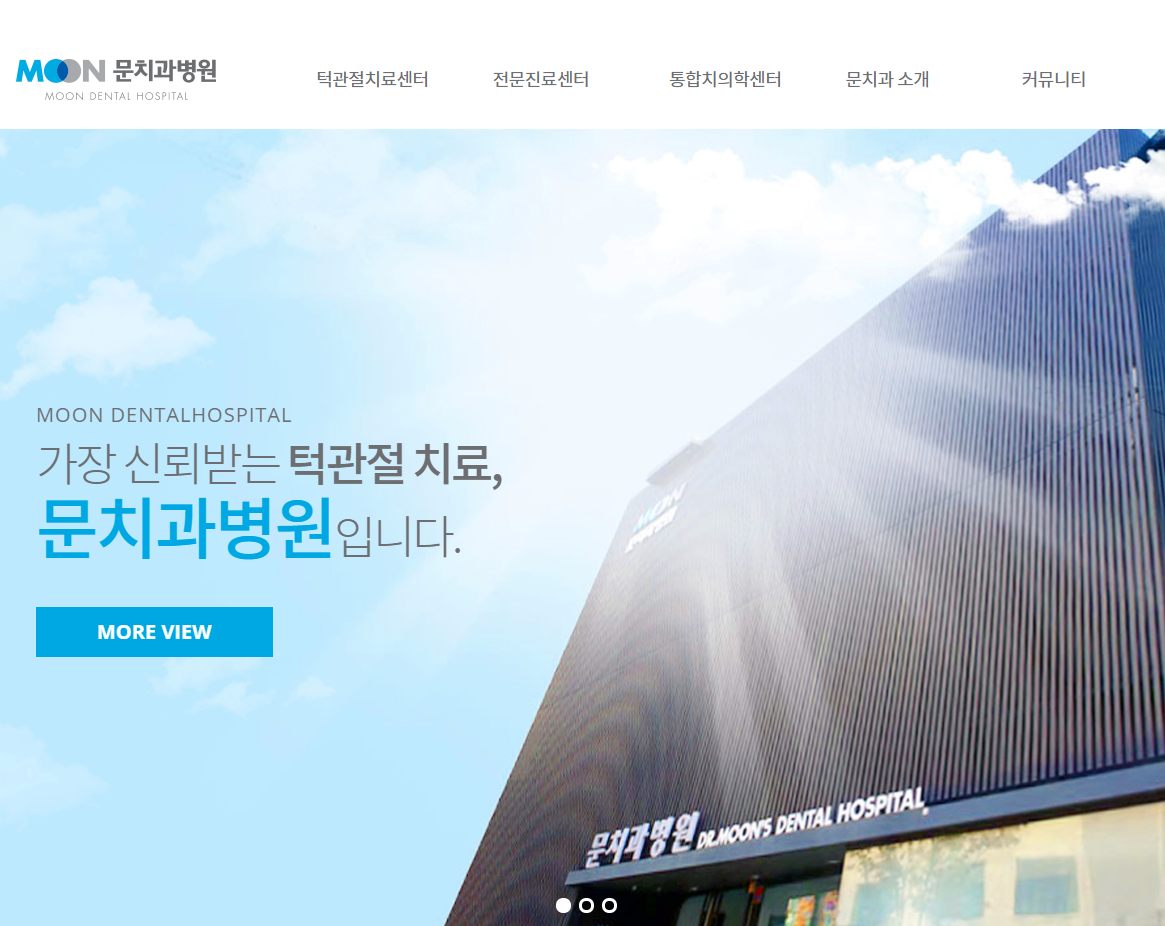 MOON 문치과병원
MOON DENTAL HOSPITAL
턱관절치료센터 전문진료센터 통합치의학센터 문치과 소개 커뮤니티
MOON DENTALHOSPITAL
가장 신뢰받는 턱관절 치료,
문치과병원입니다.
MORE VIEW
MOON
문치과병원 DR.MOON'S DENTAL HOSPITAL